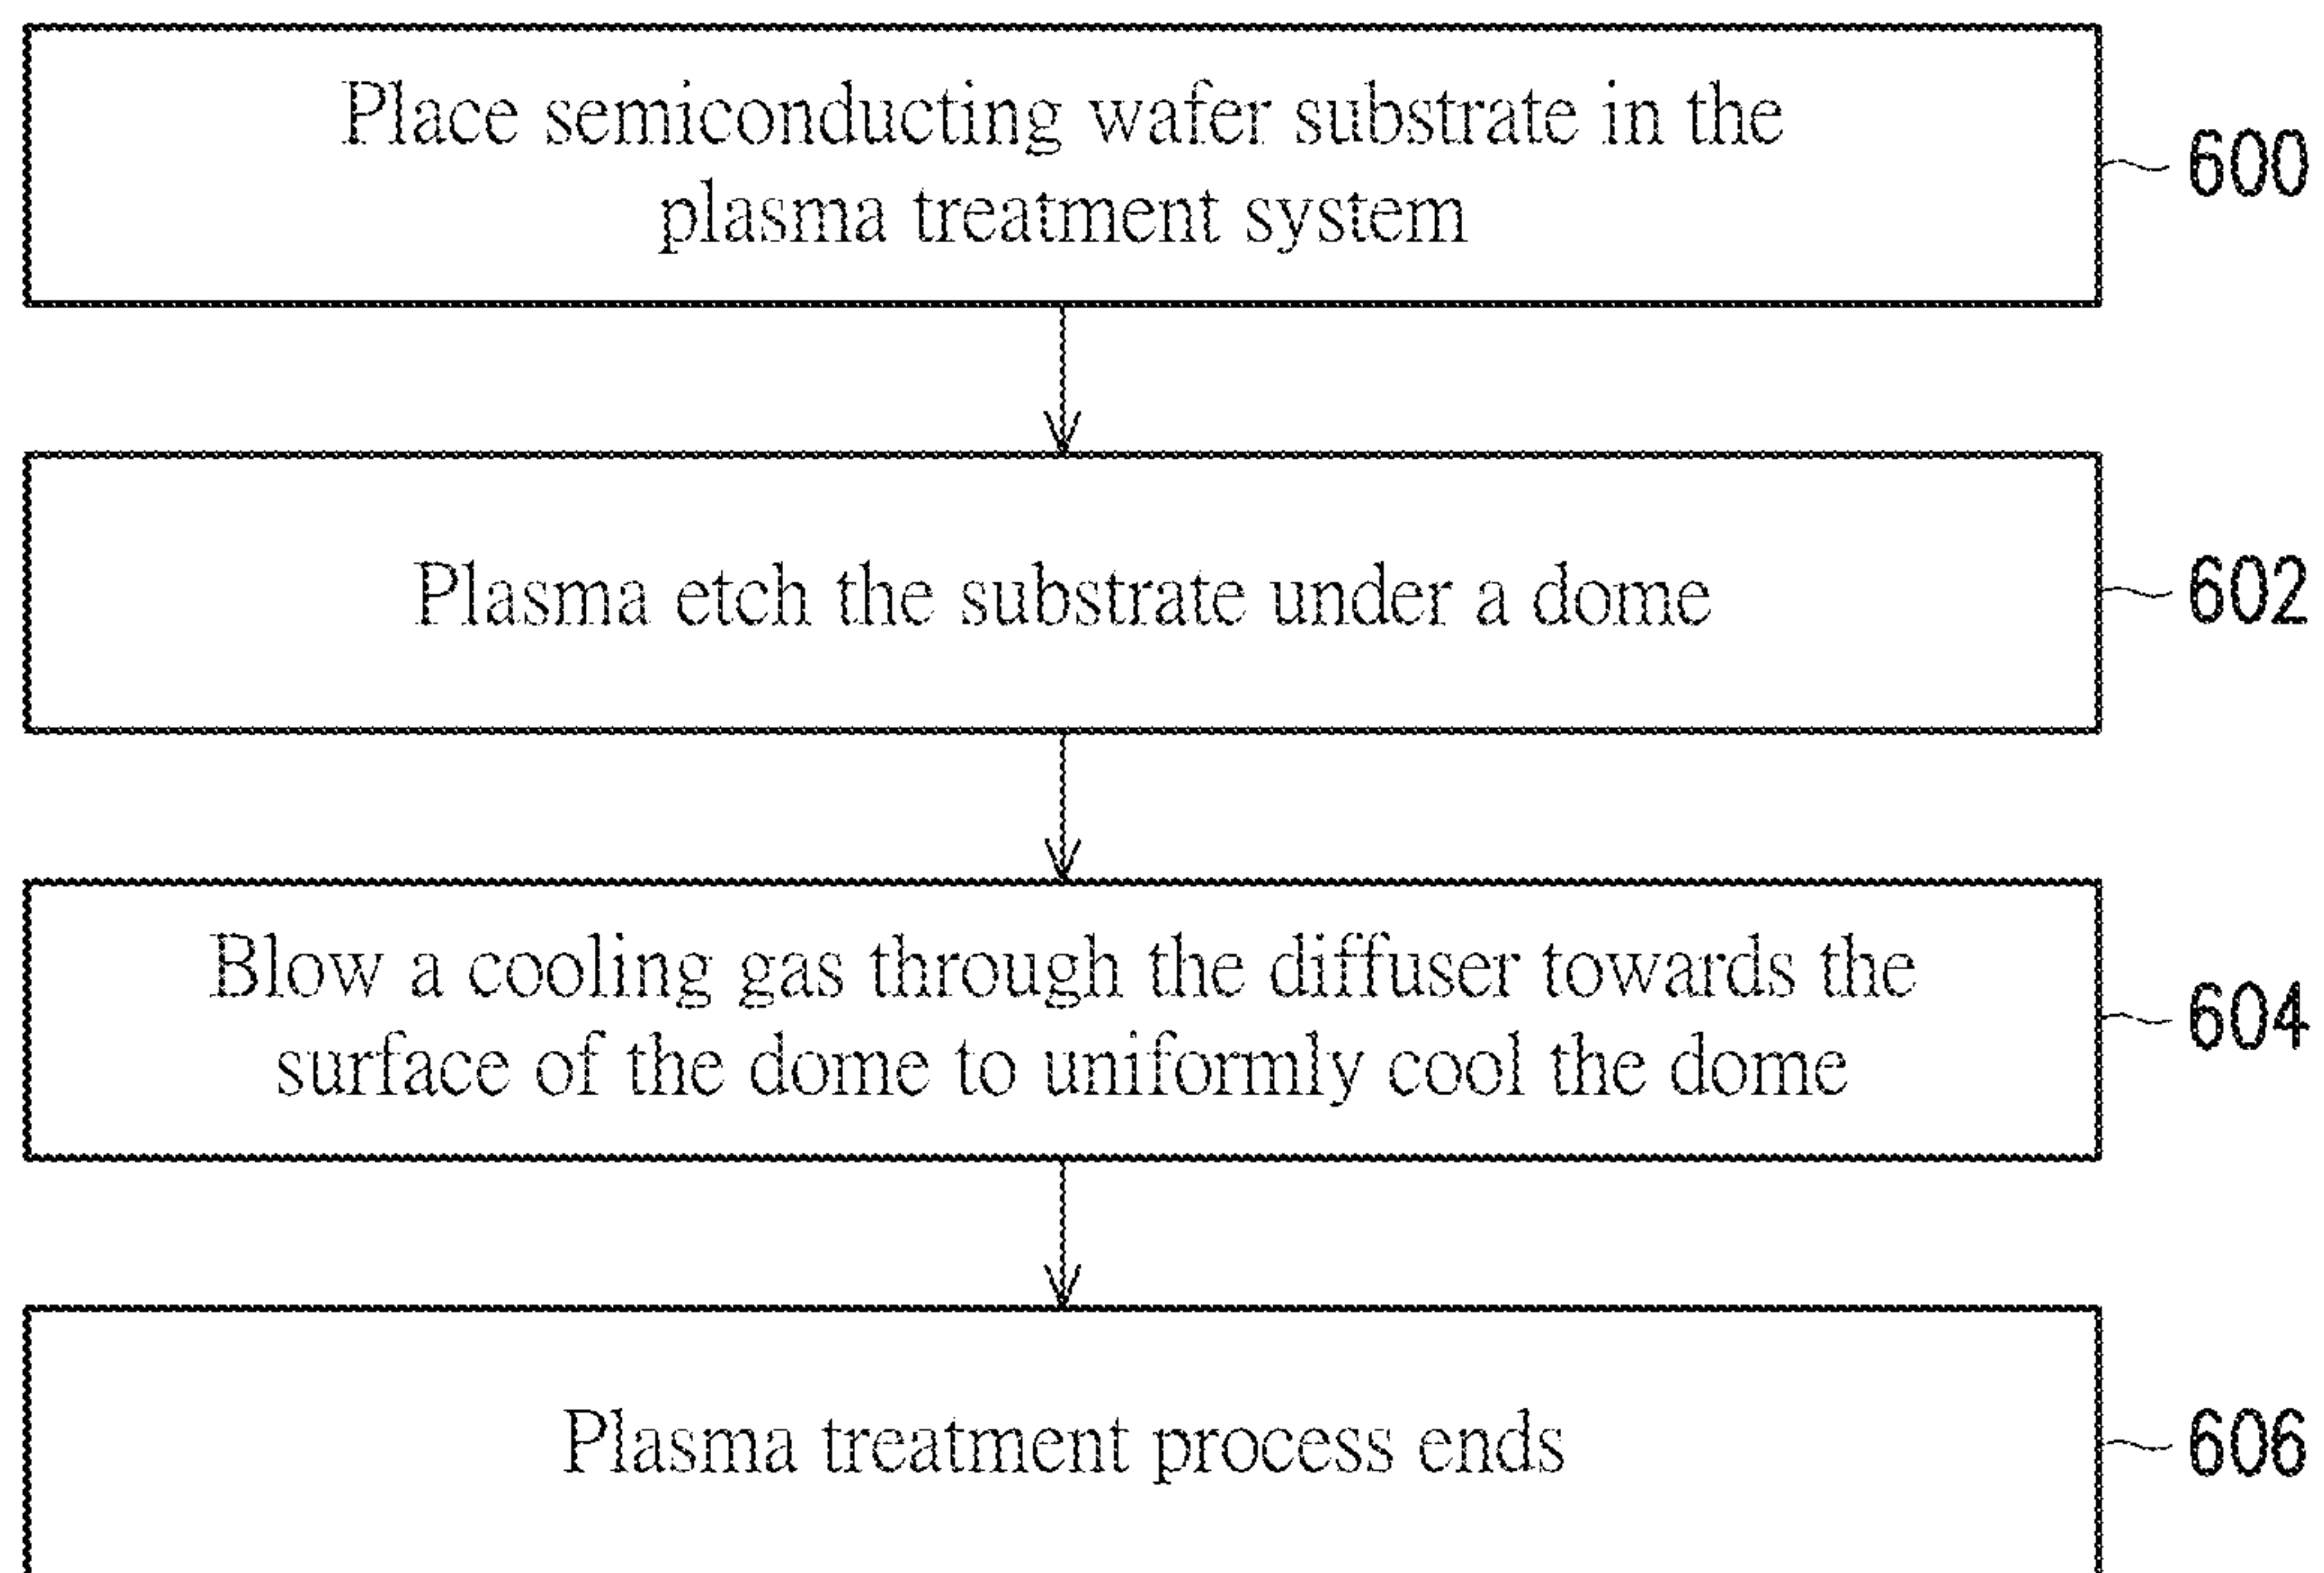 Place semiconducting wafer substrate in the
plasma treatment system
600
Plasma etch the substrate under a dome
602
Blow a cooling gas through the diffuser towards the
surface of the dome to uniformly cool the dome
604
Plasma treatment process ends
606